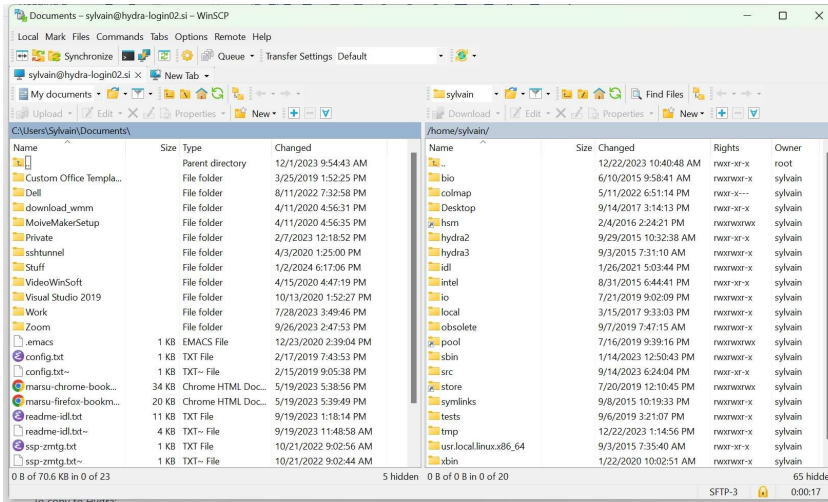 Documents – sylvain@hydra-login02.si – WinSCP
Local Mark Files Commands Tabs Options Remote Help
Synchronize Queue Transfer Settings Default
sylvain@hydra-login02.si × New Tab
My documents
Upload Edit Properties New
C:\Users\Sylvain\Documents\
Name Size Type Changed
.. Parent directory 12/1/2023 9:54:43 AM
Custom Office Templa... File folder 3/25/2019 1:52:25 PM
Dell File folder 8/11/2022 7:32:58 PM
download_wmm File folder 4/11/2020 4:56:31 PM
MoiveMakerSetup File folder 4/11/2020 4:56:35 PM
Private File folder 2/7/2023 12:18:52 PM
sshtunnel File folder 4/3/2020 1:25:00 PM
Stuff File folder 1/2/2024 6:17:06 PM
VideoWinSoft File folder 4/15/2020 4:47:19 PM
Visual Studio 2019 File folder 10/13/2020 1:52:27 PM
Work File folder 7/28/2023 3:49:46 PM
Zoom File folder 9/26/2023 2:47:53 PM
.emacs 1 KB EMACS File 12/23/2020 2:39:04 PM
config.txt 1 KB TXT File 2/17/2019 7:43:53 PM
config.txt~ 1 KB TXT~ File 2/15/2019 9:05:38 PM
marsu-chrome-book... 34 KB Chrome HTML Doc... 5/19/2023 5:38:56 PM
marsu-firefox-bookm... 20 KB Chrome HTML Doc... 5/19/2023 5:39:49 PM
readme-idl.txt 11 KB TXT File 9/19/2023 1:18:14 PM
readme-idl.txt~ 4 KB TXT~ File 9/19/2023 11:48:58 AM
ssp-zmtg.txt 1 KB TXT File 10/21/2022 9:02:56 AM
ssp-zmtg.txt~ 1 KB TXT~ File 10/21/2022 9:02:44 AM
0 B of 70.6 KB in 0 of 23 5 hidden
sylvain Find Files
Download Edit Properties New
/home/sylvain/
Name Size Changed Rights Owner
.. 12/22/2023 10:40:48 AM rwxr-xr-x root
bio 6/10/2015 9:58:41 AM rwxrwxr-x sylvain
colmap 5/11/2022 6:51:14 PM rwxr-x--- sylvain
Desktop 9/14/2017 3:14:13 PM rwxr-xr-x sylvain
hsm 2/4/2016 2:24:21 PM rwxrwxrwx sylvain
hydra2 9/29/2015 10:32:38 AM rwxr-xr-x sylvain
hydra3 9/3/2015 7:31:10 AM rwxr-xr-x sylvain
idl 1/26/2021 5:03:44 PM rwxrwxr-x sylvain
intel 8/31/2015 6:44:41 PM rwxr-xr-x sylvain
io 7/21/2019 9:02:09 PM rwxrwxr-x sylvain
local 3/15/2017 9:33:03 PM rwxrwxr-x sylvain
obsolete 9/7/2019 7:47:15 AM rwxrwxr-x sylvain
pool 7/16/2019 9:39:16 PM rwxrwxrwx sylvain
sbin 1/14/2023 12:50:43 PM rwxr-xr-x sylvain
src 9/14/2023 6:24:04 PM rwxr-xr-x sylvain
store 7/20/2019 12:10:45 PM rwxrwxrwx sylvain
symlinks 9/8/2015 10:19:33 PM rwxrwxr-x sylvain
tests 9/6/2019 3:21:07 PM rwxrwxr-x sylvain
tmp 12/22/2023 1:14:56 PM rwxrwxr-x sylvain
usr.local.linux.x86_64 9/3/2015 7:35:40 AM rwxr-xr-x sylvain
xbin 1/22/2020 10:02:51 AM rwxrwxr-x sylvain
0 B of 0 B in 0 of 20 65 hidde
SFTP-3 0:00:17